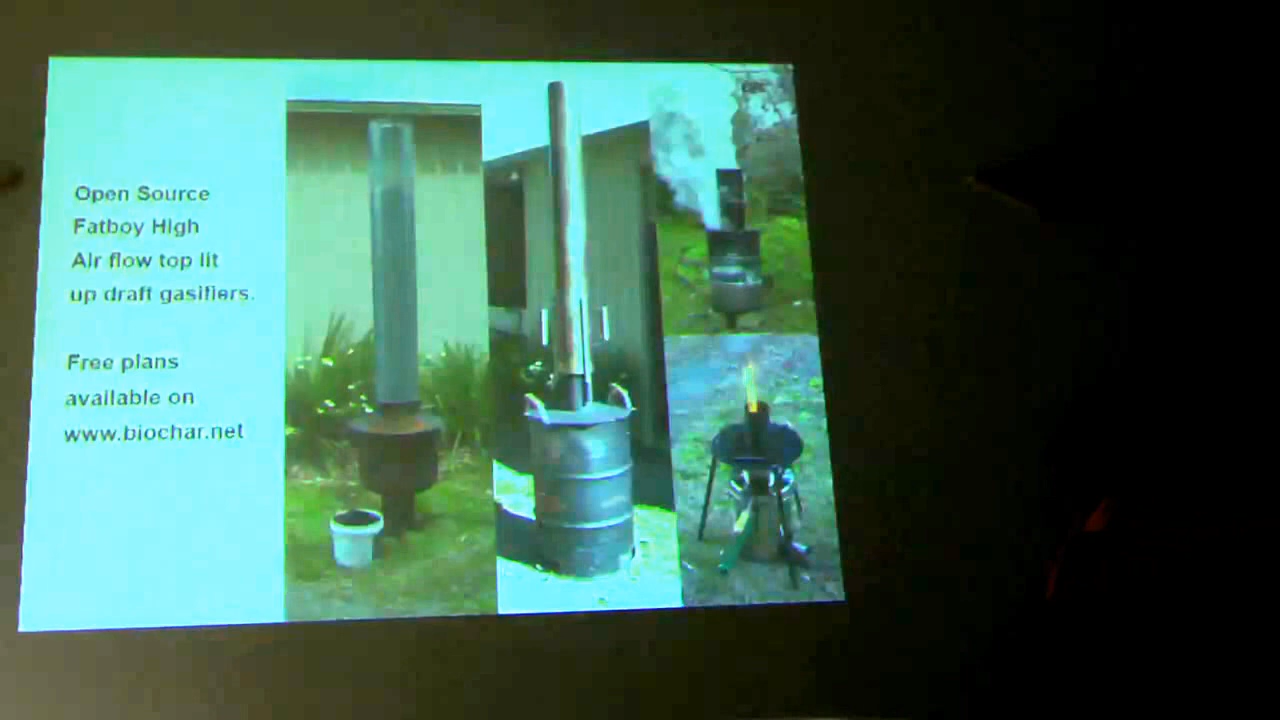 Open Source
Fatboy High
Air flow top lit
up draft gasifiers.
Free plans
available on
www.biochar.net